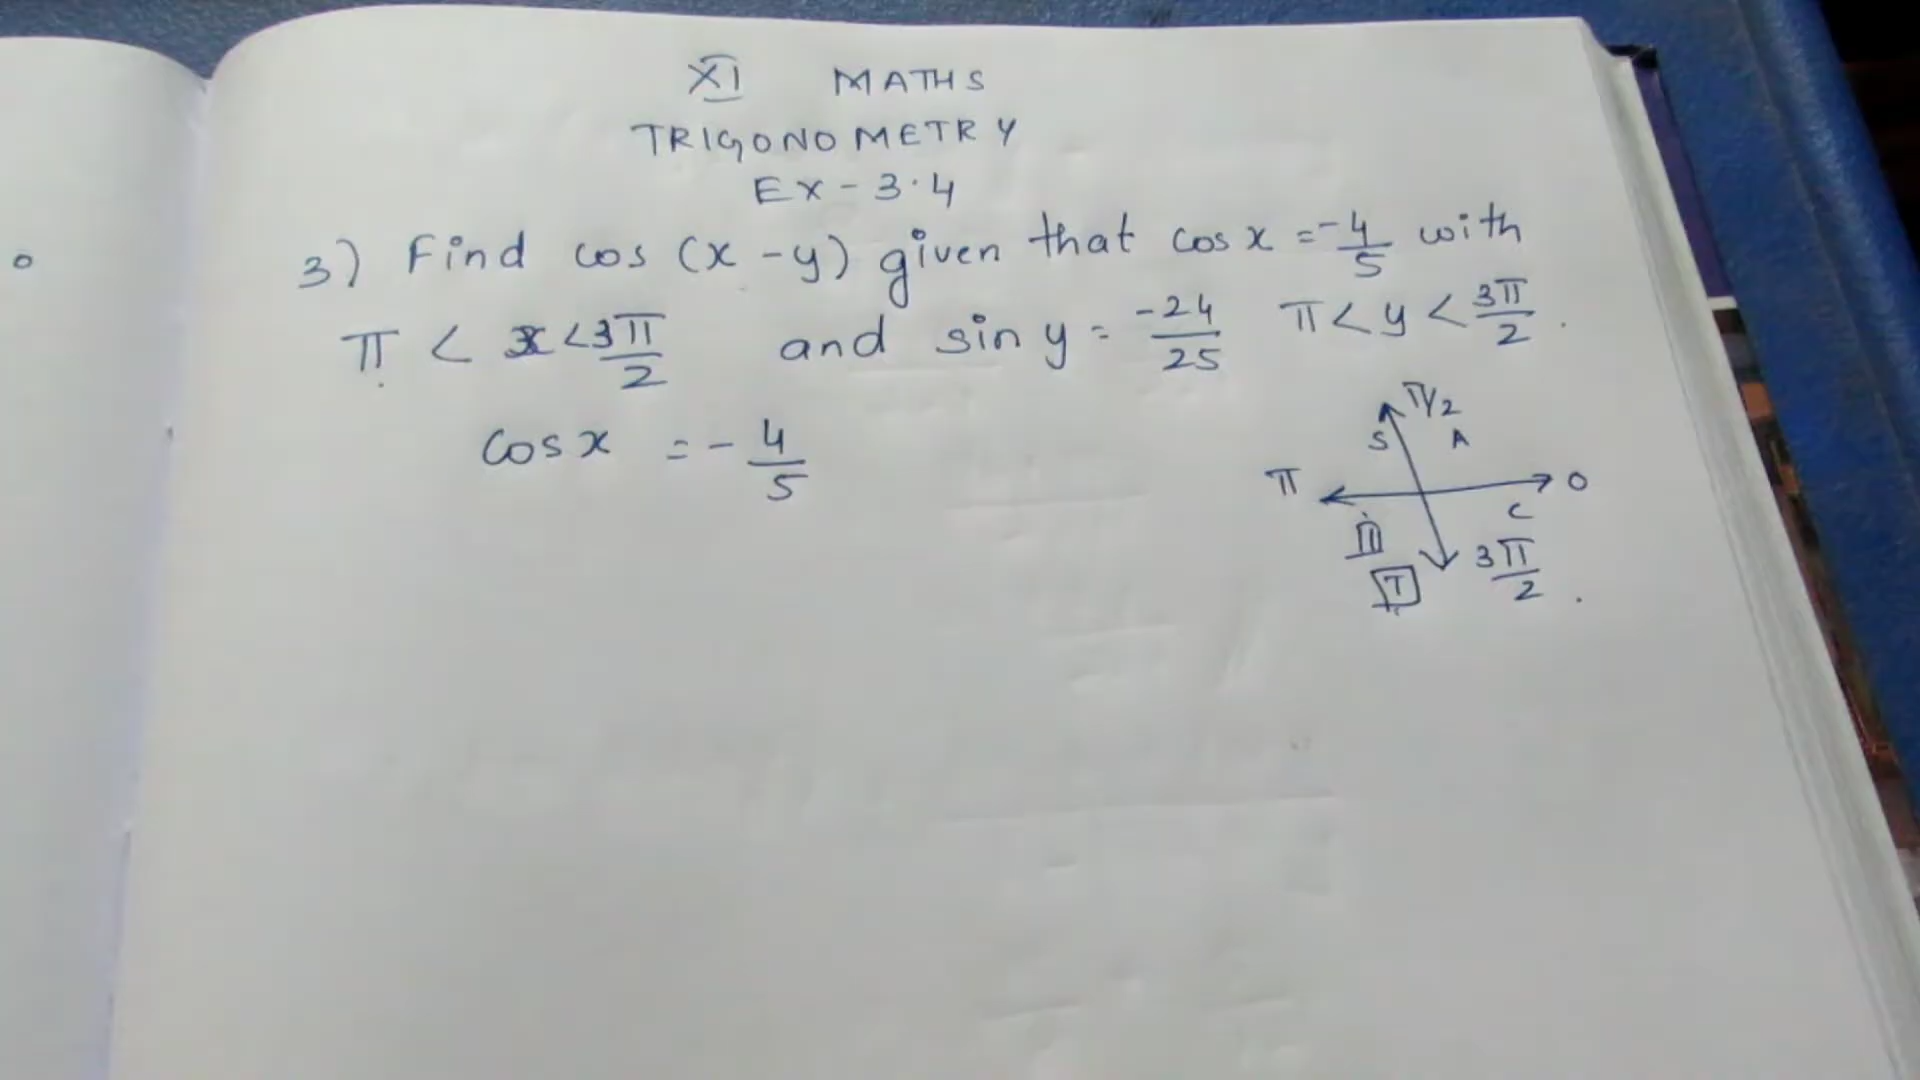 XI MATHS
TRIGONOMETRY
EX - 3.4
3) Find cos (x - y) given that cos x = -4/5 with
π < x < 3π/2 and sin y = -24/25 π < y < 3π/2 .
cos x = - 4/5
π/2
S A
π 0
C
III 3π/2 .
T